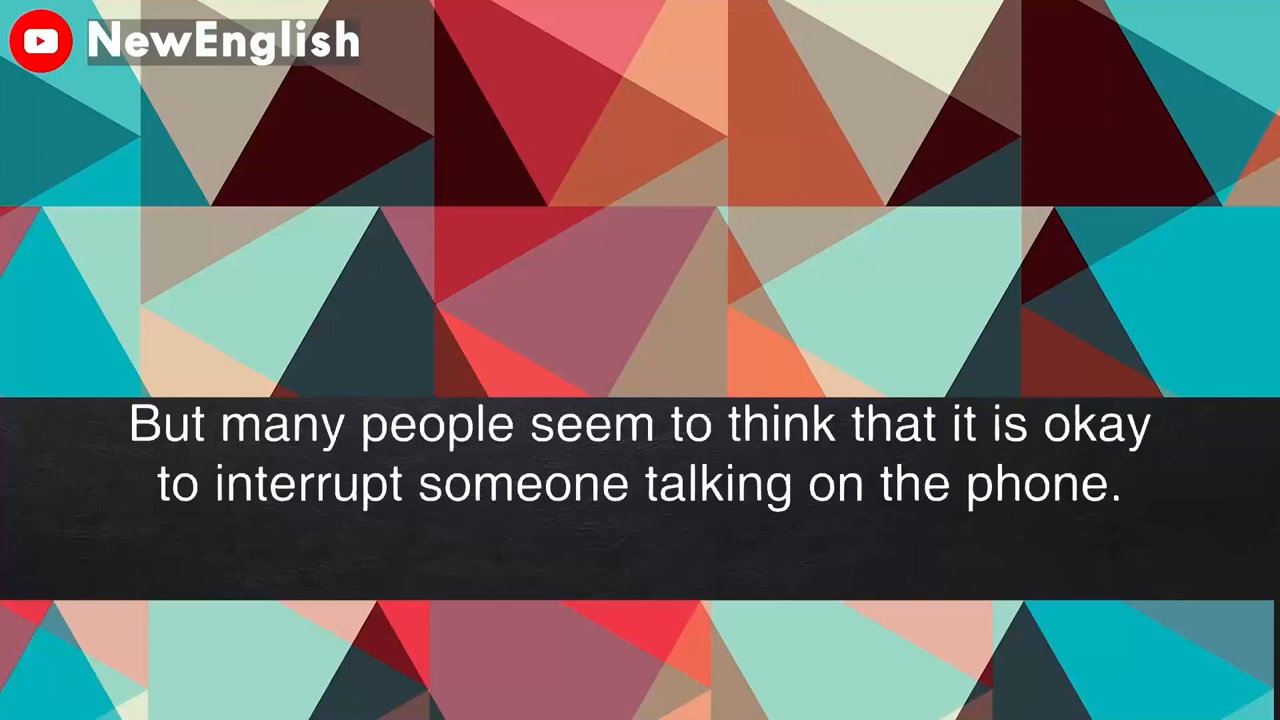 NewEnglish
But many people seem to think that it is okay
to interrupt someone talking on the phone.